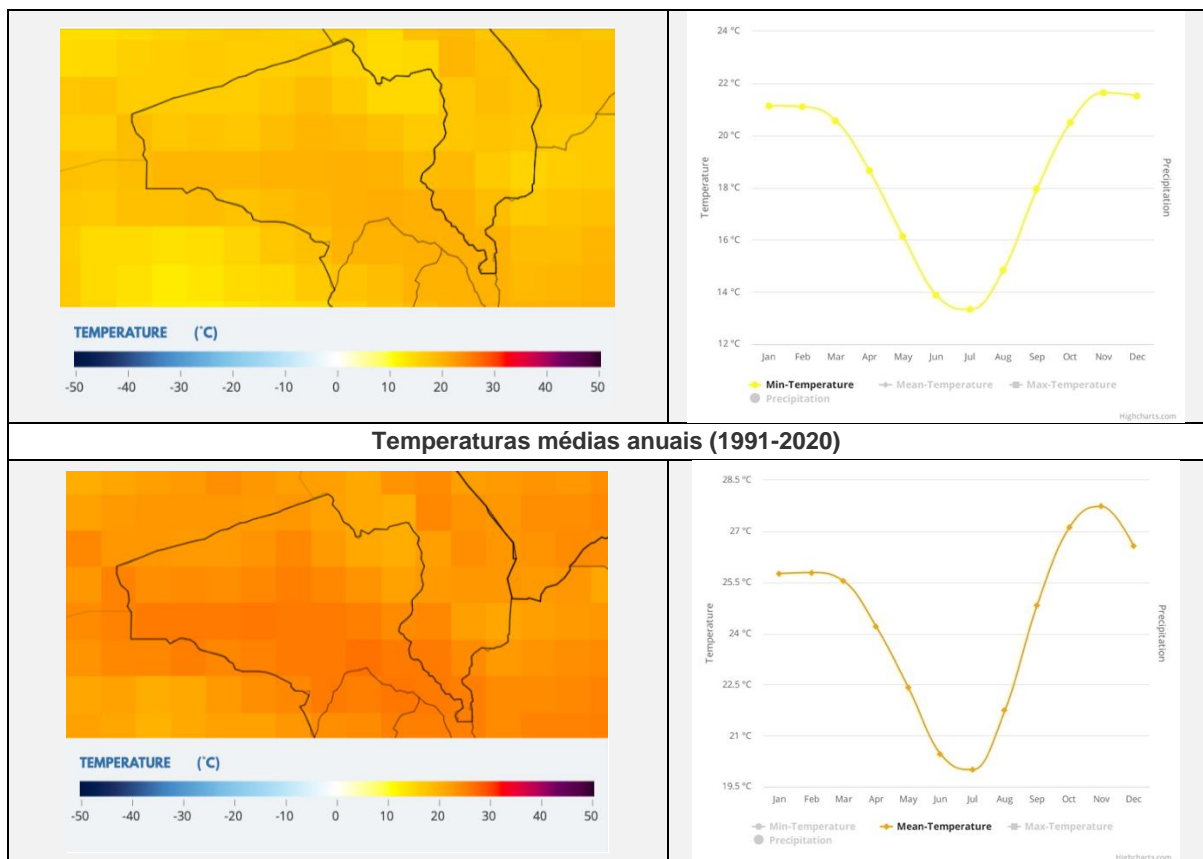 TEMPERATURE (°C)
-50 -40 -30 -20 -10 0 10 20 30 40 50
24 °C
22 °C
20 °C
18 °C
16 °C
14 °C
12 °C
Temperature
Precipitation
Jan Feb Mar Apr May Jun Jul Aug Sep Oct Nov Dec
Min-Temperature Mean-Temperature Max-Temperature
Precipitation
Highcharts.com
Temperaturas médias anuais (1991-2020)
TEMPERATURE (°C)
-50 -40 -30 -20 -10 0 10 20 30 40 50
28.5 °C
27 °C
25.5 °C
24 °C
22.5 °C
21 °C
19.5 °C
Temperature
Precipitation
Jan Feb Mar Apr May Jun Jul Aug Sep Oct Nov Dec
Min-Temperature Mean-Temperature Max-Temperature
Precipitation
Highcharts.com